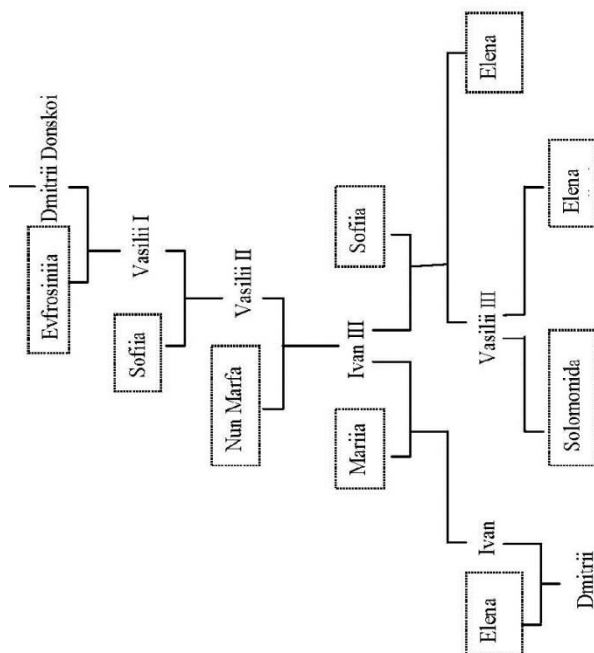 Evfrosiniia
Dmitrii Donskoi
Sofiia
Vasilii I
Nun Marfa
Vasilii II
Mariia
Ivan III
Sofiia
Elena
Ivan
Dmitrii
Solomonida
Vasilii III
Elena
Elena